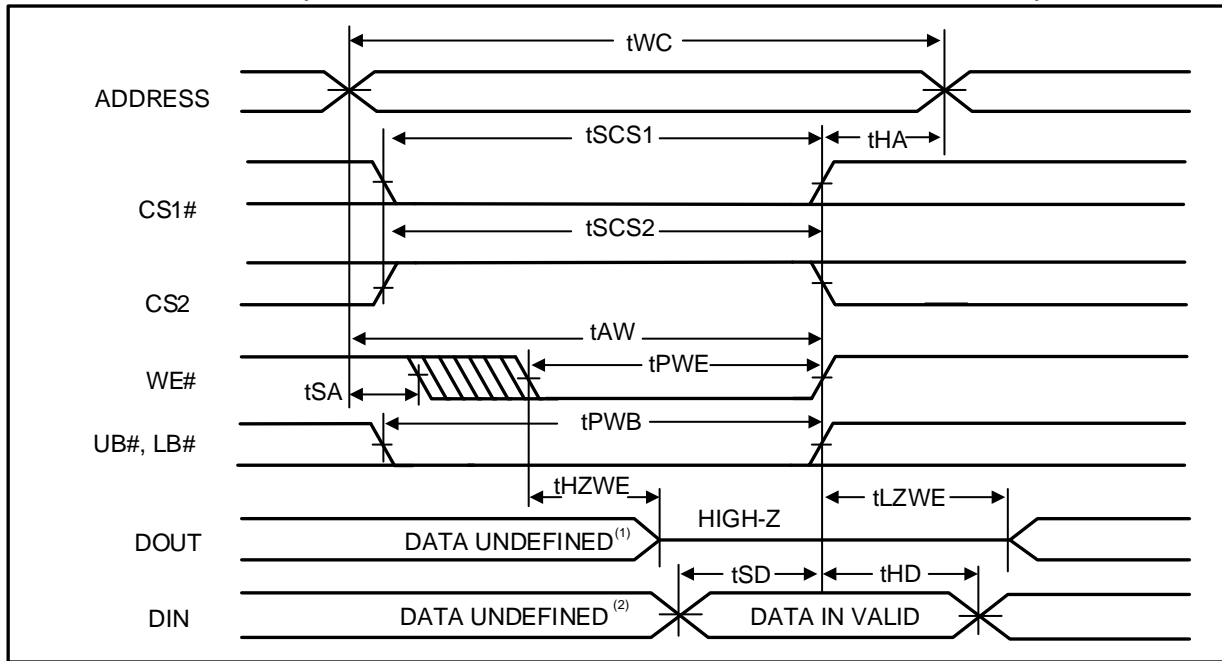 tWC
ADDRESS
tSCS1
tHA
CS1#
tSCS2
CS2
tAW
WE#
tPWE
tSA
tPWB
UB#, LB#
tHZWE
tLZWE
HIGH-Z
DOUT
DATA UNDEFINED(1)
tSD
tHD
DIN
DATA UNDEFINED (2)
DATA IN VALID